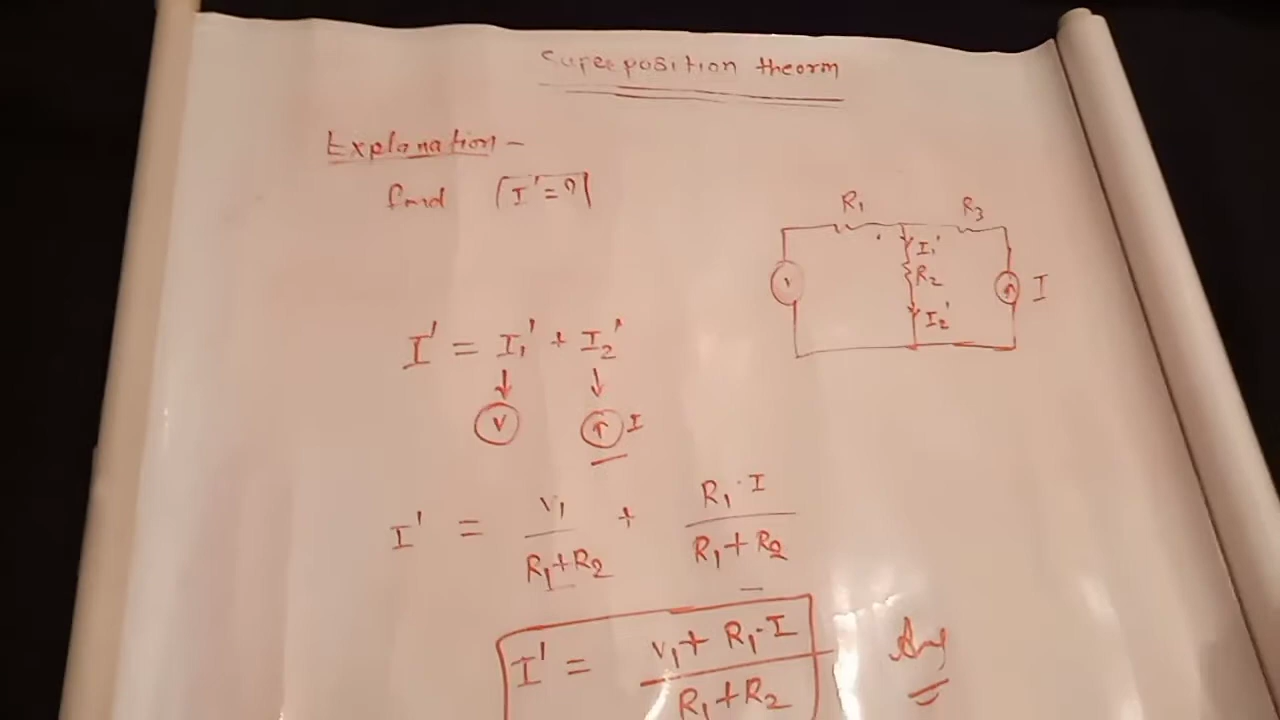 Superposition theorm
Explanation -
find I' = ?
R₁ R₃
I₁'
R₂
V I
I₂'
I' = I₁' + I₂'
V I
I' = V₁/(R₁+R₂) + R₁·I/(R₁+R₂)
I' = (V₁ + R₁·I)/(R₁+R₂) Ans